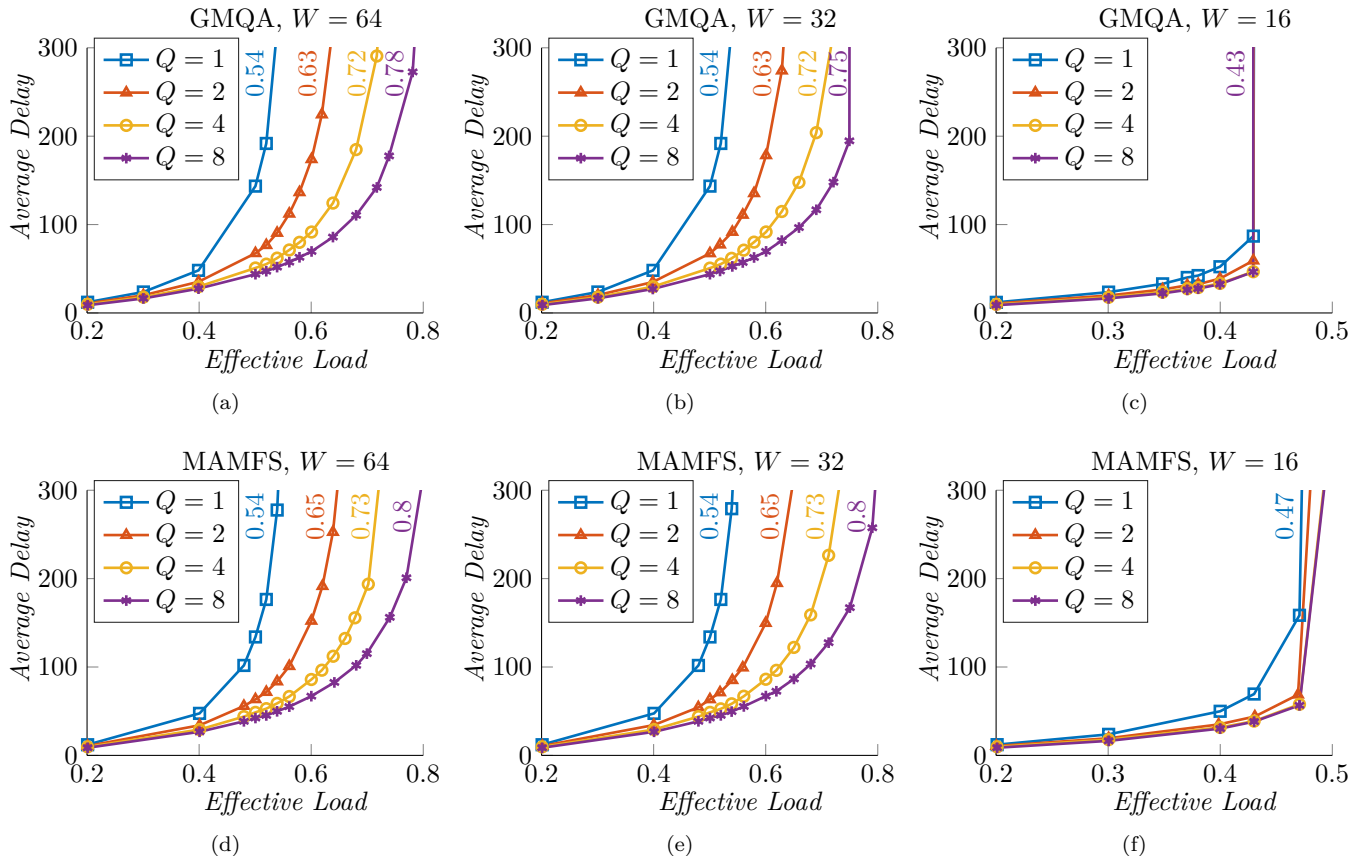 GMQA, W = 64
Average Delay
300
200
100
0
Q = 1
Q = 2
Q = 4
Q = 8
0.54
0.63
0.72
0.78
0.2
0.4
0.6
0.8
Effective Load
(a)
GMQA, W = 32
Average Delay
300
200
100
0
Q = 1
Q = 2
Q = 4
Q = 8
0.54
0.63
0.72
0.75
0.2
0.4
0.6
0.8
Effective Load
(b)
GMQA, W = 16
Average Delay
300
200
100
0
Q = 1
Q = 2
Q = 4
Q = 8
0.43
0.2
0.3
0.4
0.5
Effective Load
(c)
MAMFS, W = 64
Average Delay
300
200
100
0
Q = 1
Q = 2
Q = 4
Q = 8
0.54
0.65
0.73
0.8
0.2
0.4
0.6
0.8
Effective Load
(d)
MAMFS, W = 32
Average Delay
300
200
100
0
Q = 1
Q = 2
Q = 4
Q = 8
0.54
0.65
0.73
0.8
0.2
0.4
0.6
0.8
Effective Load
(e)
MAMFS, W = 16
Average Delay
300
200
100
0
Q = 1
Q = 2
Q = 4
Q = 8
0.47
0.2
0.3
0.4
0.5
Effective Load
(f)